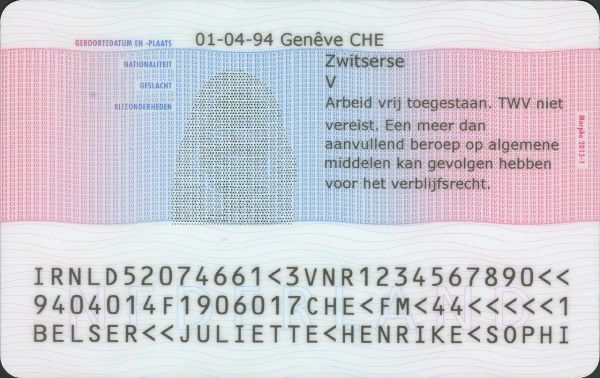 GEBOORTEDATUM EN -PLAATS 01-04-94 Genêve CHE
NATIONALITEIT Zwitserse
GESLACHT V
BIJZONDERHEDEN Arbeid vrij toegestaan. TWV niet
vereist. Een meer dan
aanvullend beroep op algemene
middelen kan gevolgen hebben
voor het verblijfsrecht.
Morpho 2013-1
NEDERLAND
IRNLD52074661<3VNR1234567890<<
9404014F1906017CHE<FM<44<<<<<1
BELSER<<JULIETTE<HENRIKE<SOPHI